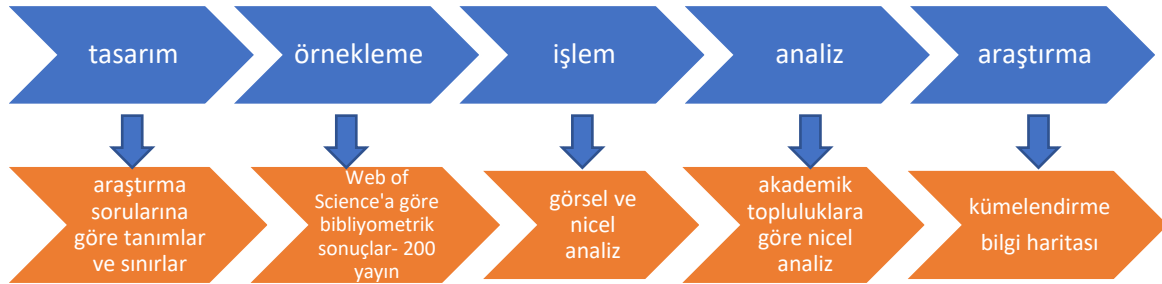 tasarım
örnekleme
işlem
analiz
araştırma
araştırma
sorularına
göre tanımlar
ve sınırlar
Web of
Science'a göre
bibliyometrik
sonuçlar- 200
yayın
görsel ve
nicel
analiz
akademik
topluluklara
göre nicel
analiz
kümelendirme
bilgi haritası